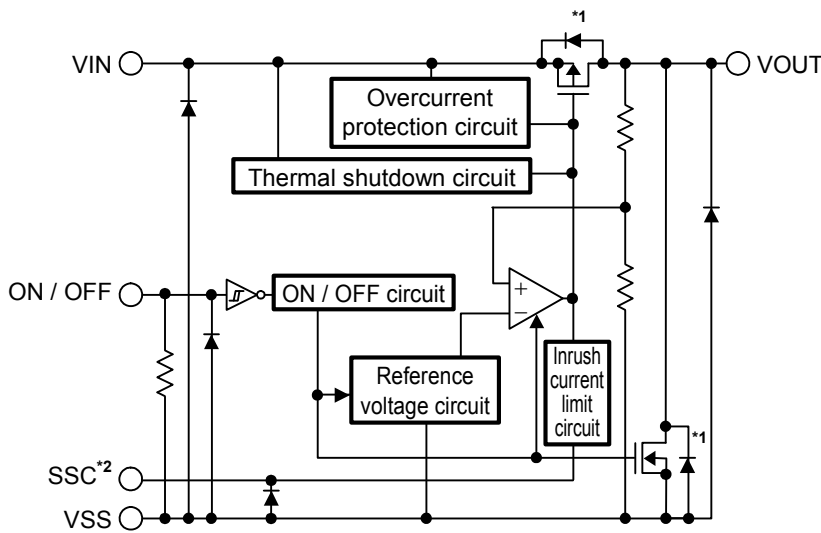 *1
VIN
VOUT
Overcurrent
protection circuit
Thermal shutdown circuit
ON / OFF
ON / OFF circuit
+
−
Reference
voltage circuit
Inrush
current
limit
circuit
*1
SSC*2
VSS